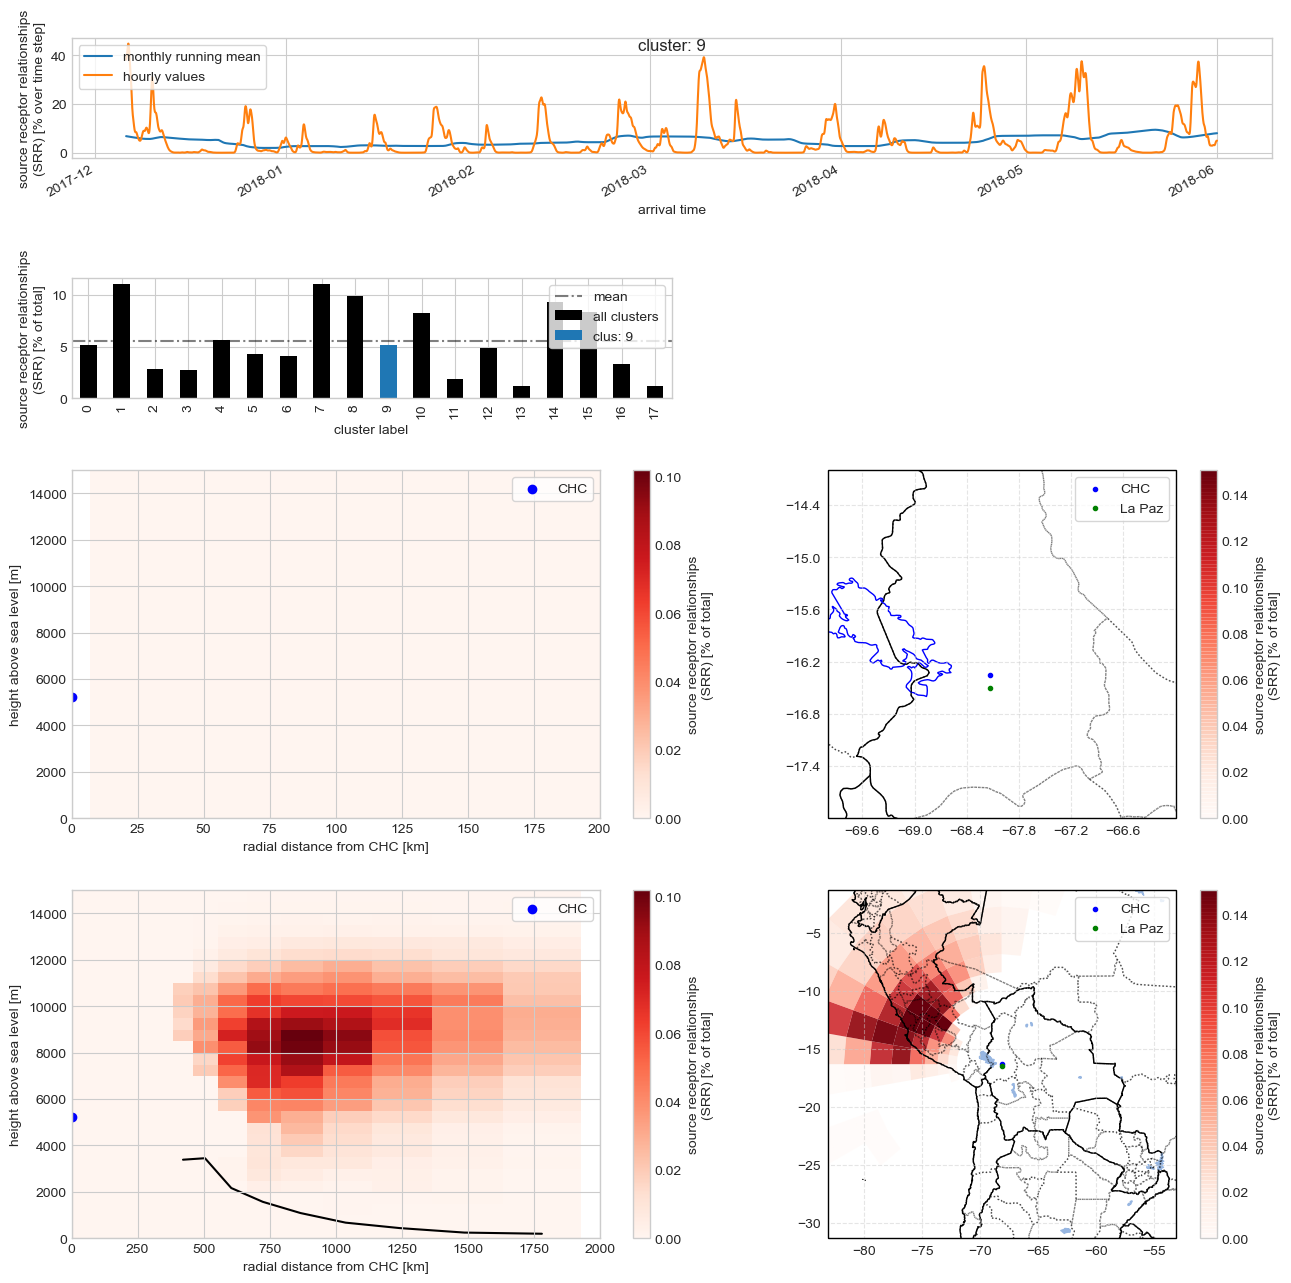 cluster: 9
source receptor relationships
(SRR) [% over time step]
40
20
0
monthly running mean
hourly values
2017-12
2018-01
2018-02
2018-03
2018-04
2018-05
2018-06
arrival time
source receptor relationships
(SRR) [% of total]
10
5
0
mean
all clusters
clus: 9
0 1 2 3 4 5 6 7 8 9 10 11 12 13 14 15 16 17
cluster label
height above sea level [m]
14000
12000
10000
8000
6000
4000
2000
0
CHC
0 25 50 75 100 125 150 175 200
radial distance from CHC [km]
0.10
0.08
0.06
0.04
0.02
0.00
source receptor relationships
(SRR) [% of total]
−14.4
−15.0
−15.6
−16.2
−16.8
−17.4
CHC
La Paz
−69.6 −69.0 −68.4 −67.8 −67.2 −66.6
0.14
0.12
0.10
0.08
0.06
0.04
0.02
0.00
source receptor relationships
(SRR) [% of total]
height above sea level [m]
14000
12000
10000
8000
6000
4000
2000
0
CHC
0 250 500 750 1000 1250 1500 1750 2000
radial distance from CHC [km]
0.10
0.08
0.06
0.04
0.02
0.00
source receptor relationships
(SRR) [% of total]
−5
−10
−15
−20
−25
−30
CHC
La Paz
−80 −75 −70 −65 −60 −55
0.14
0.12
0.10
0.08
0.06
0.04
0.02
0.00
source receptor relationships
(SRR) [% of total]